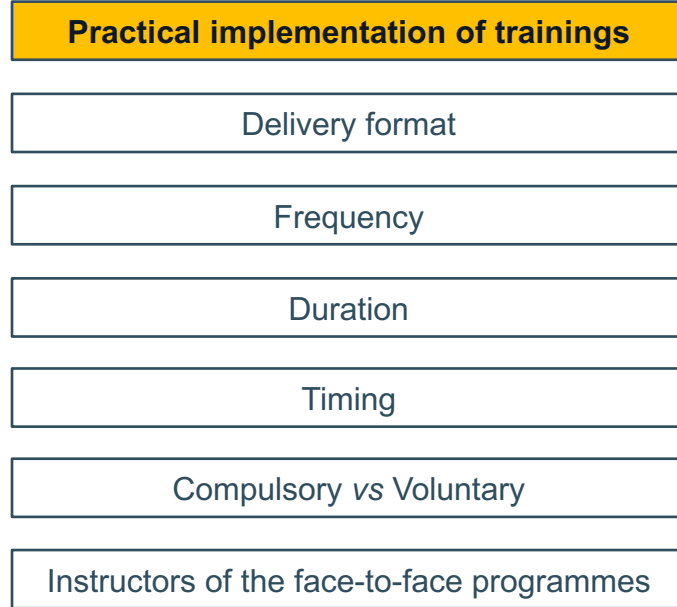 Practical implementation of trainings
Delivery format
Frequency
Duration
Timing
Compulsory vs Voluntary
Instructors of the face-to-face programmes